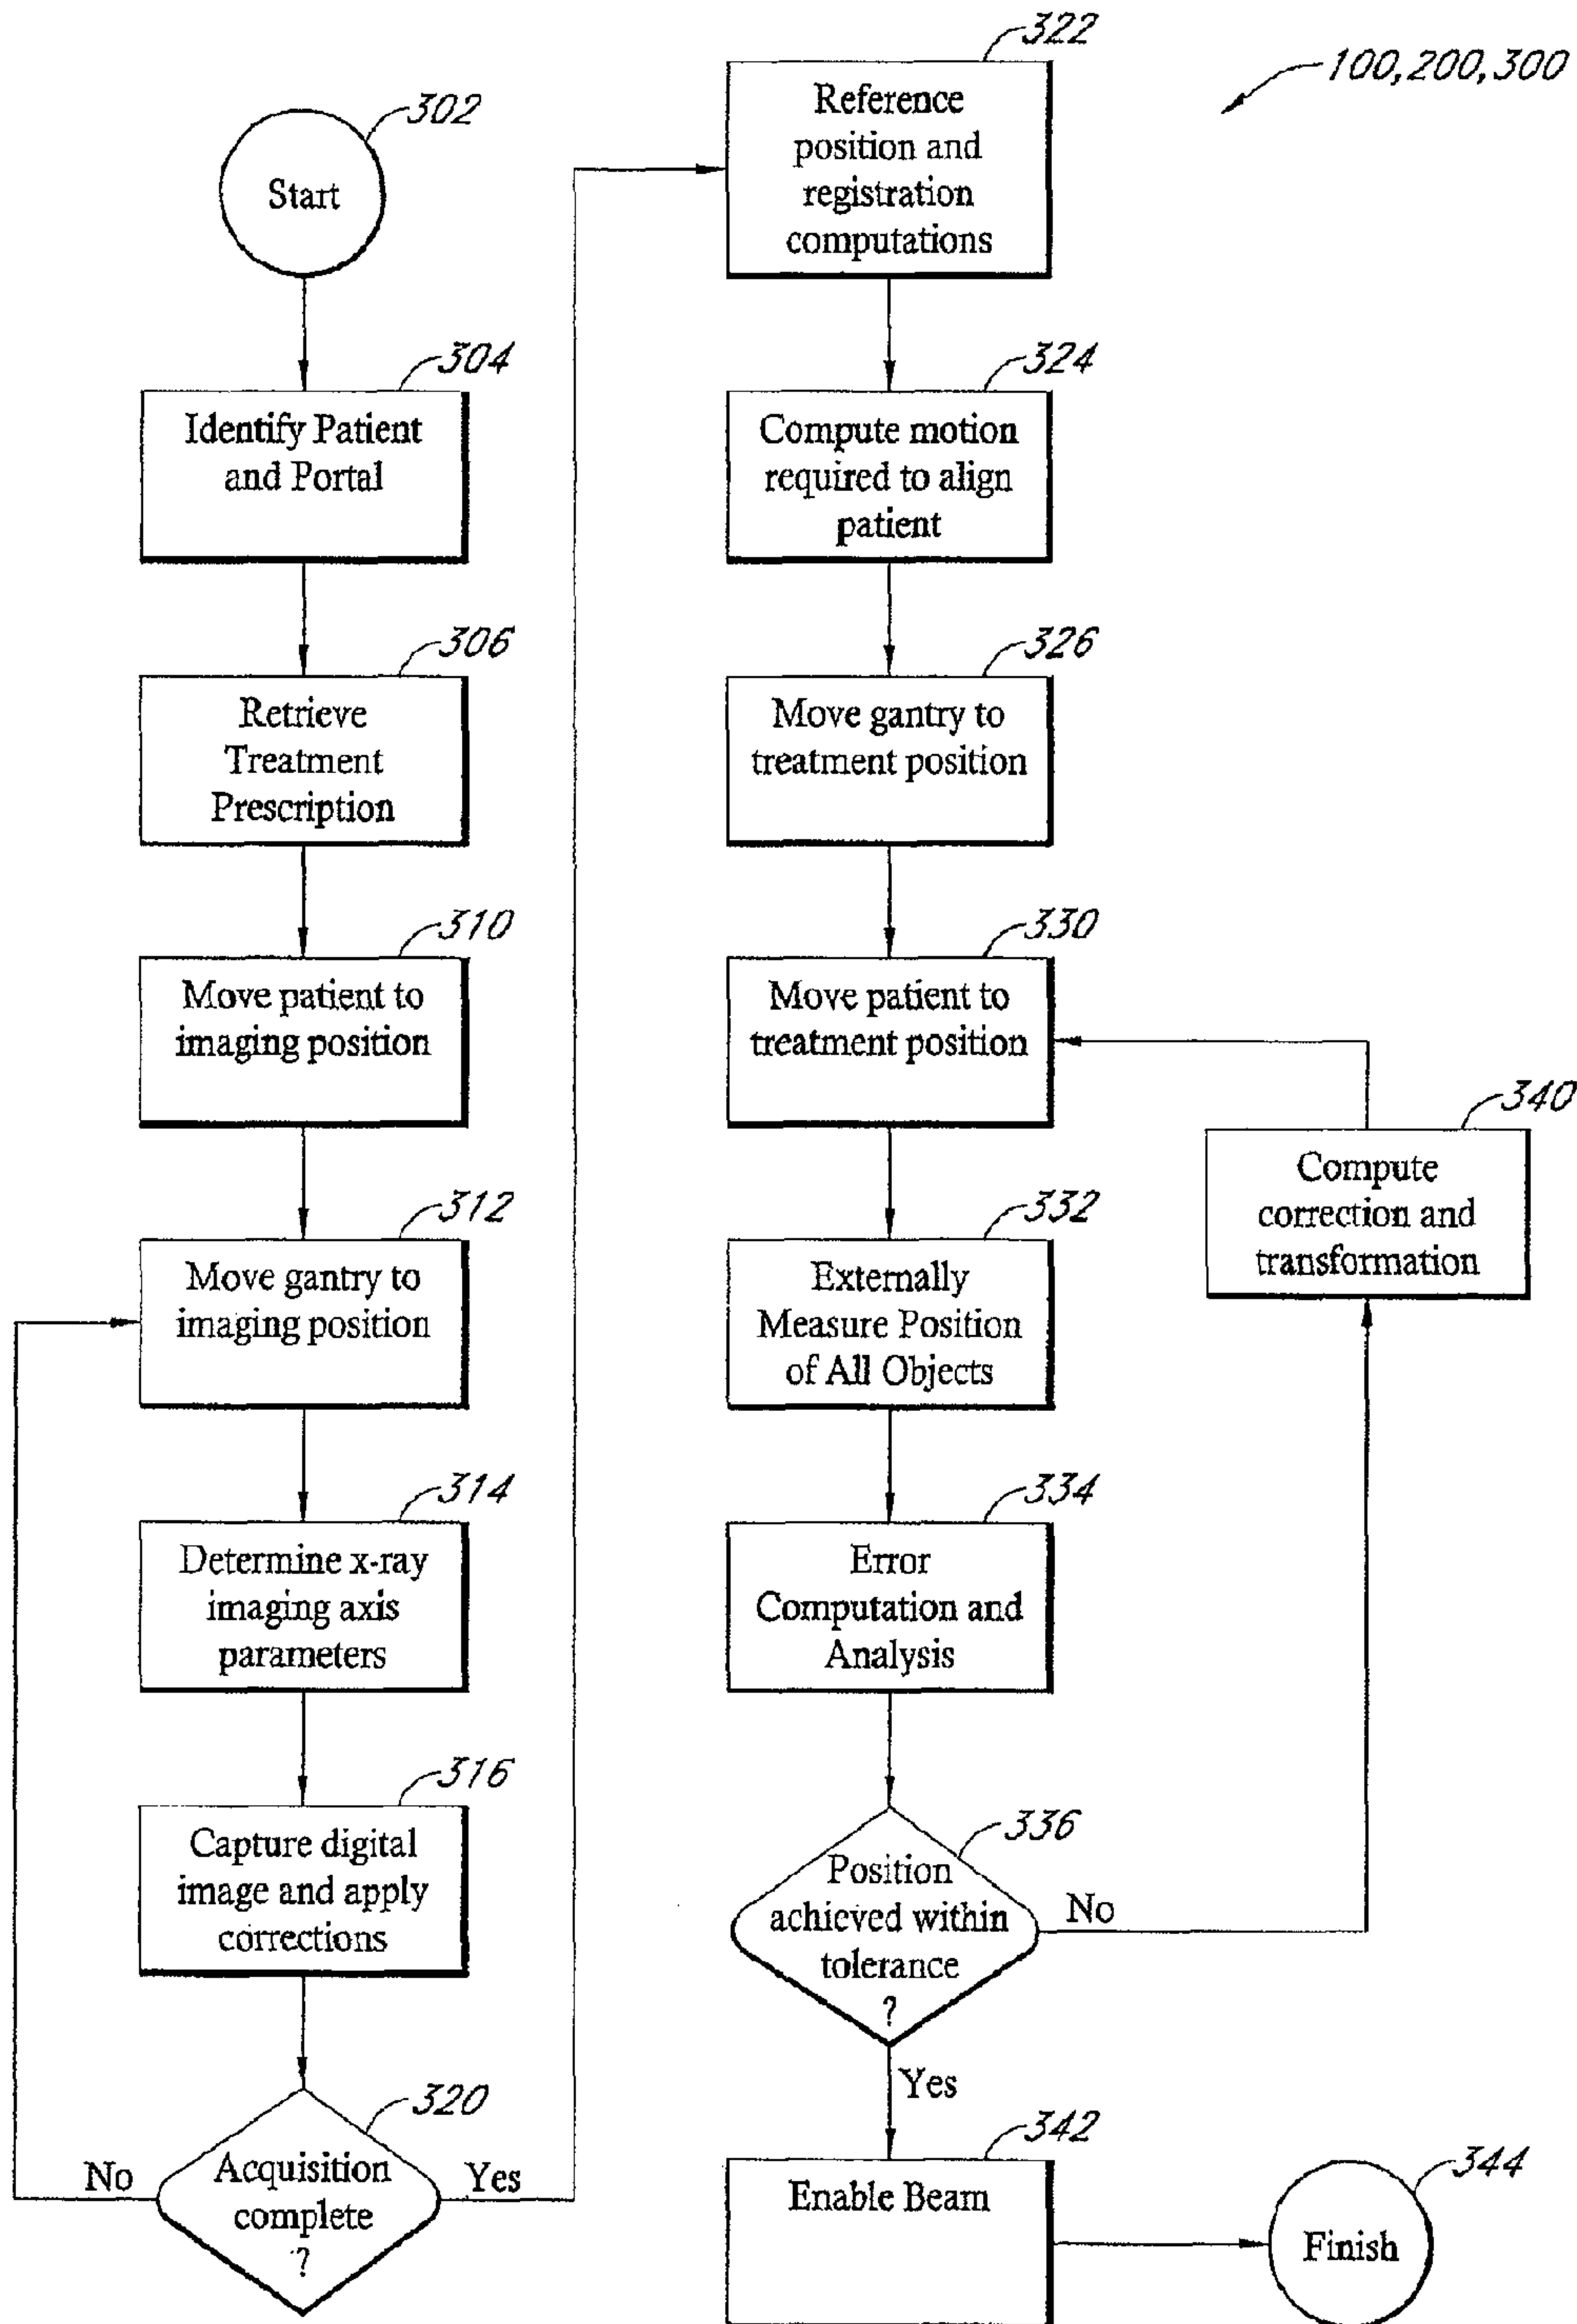 100,200,300
302
Start
304
Identify Patient
and Portal
306
Retrieve
Treatment
Prescription
310
Move patient to
imaging position
312
Move gantry to
imaging position
314
Determine x-ray
imaging axis
parameters
316
Capture digital
image and apply
corrections
320
Acquisition
complete
?
No
Yes
322
Reference
position and
registration
computations
324
Compute motion
required to align
patient
326
Move gantry to
treatment position
330
Move patient to
treatment position
332
Externally
Measure Position
of All Objects
334
Error
Computation and
Analysis
336
Position
achieved within
tolerance
?
No
340
Compute
correction and
transformation
Yes
342
Enable Beam
344
Finish